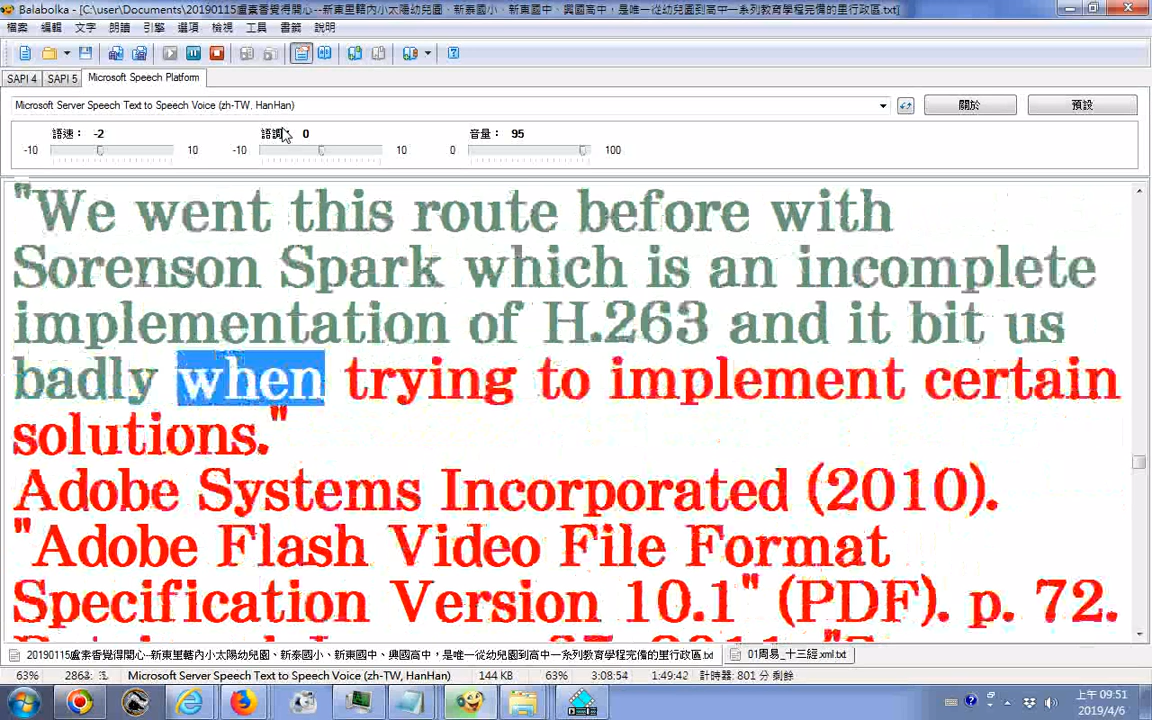 Balabolka - [C:\user\Documents\20190115盧素香覺得開心--新東里轄內小太陽幼兒園、新泰國小、新東國中、興國高中，是唯一從幼兒園到高中一系列教育學程完備的里行政區.txt]
檔案 編輯 文字 朗讀 引擎 選項 檢視 工具 書籤 說明
SAPI 4 SAPI 5 Microsoft Speech Platform
Microsoft Server Speech Text to Speech Voice (zh-TW, HanHan) 關於 預設
語速： -2 語調： 0 音量： 95
-10 10 -10 10 0 100
"We went this route before with
Sorenson Spark which is an incomplete
implementation of H.263 and it bit us
badly when trying to implement certain
solutions."
Adobe Systems Incorporated (2010).
"Adobe Flash Video File Format
Specification Version 10.1" (PDF). p. 72.
20190115盧素香覺得開心--新東里轄內小太陽幼兒園、新泰國小、新東國中、興國高中，是唯一從幼兒園到高中一系列教育學程完備的里行政區.txt 01周易_十三經.xml.txt
63% Microsoft Server Speech Text to Speech Voice (zh-TW, HanHan) 144 KB 63% 3:08:54 1:49:42 計時器: 801 分 剩餘
上午 09:51
2019/4/6